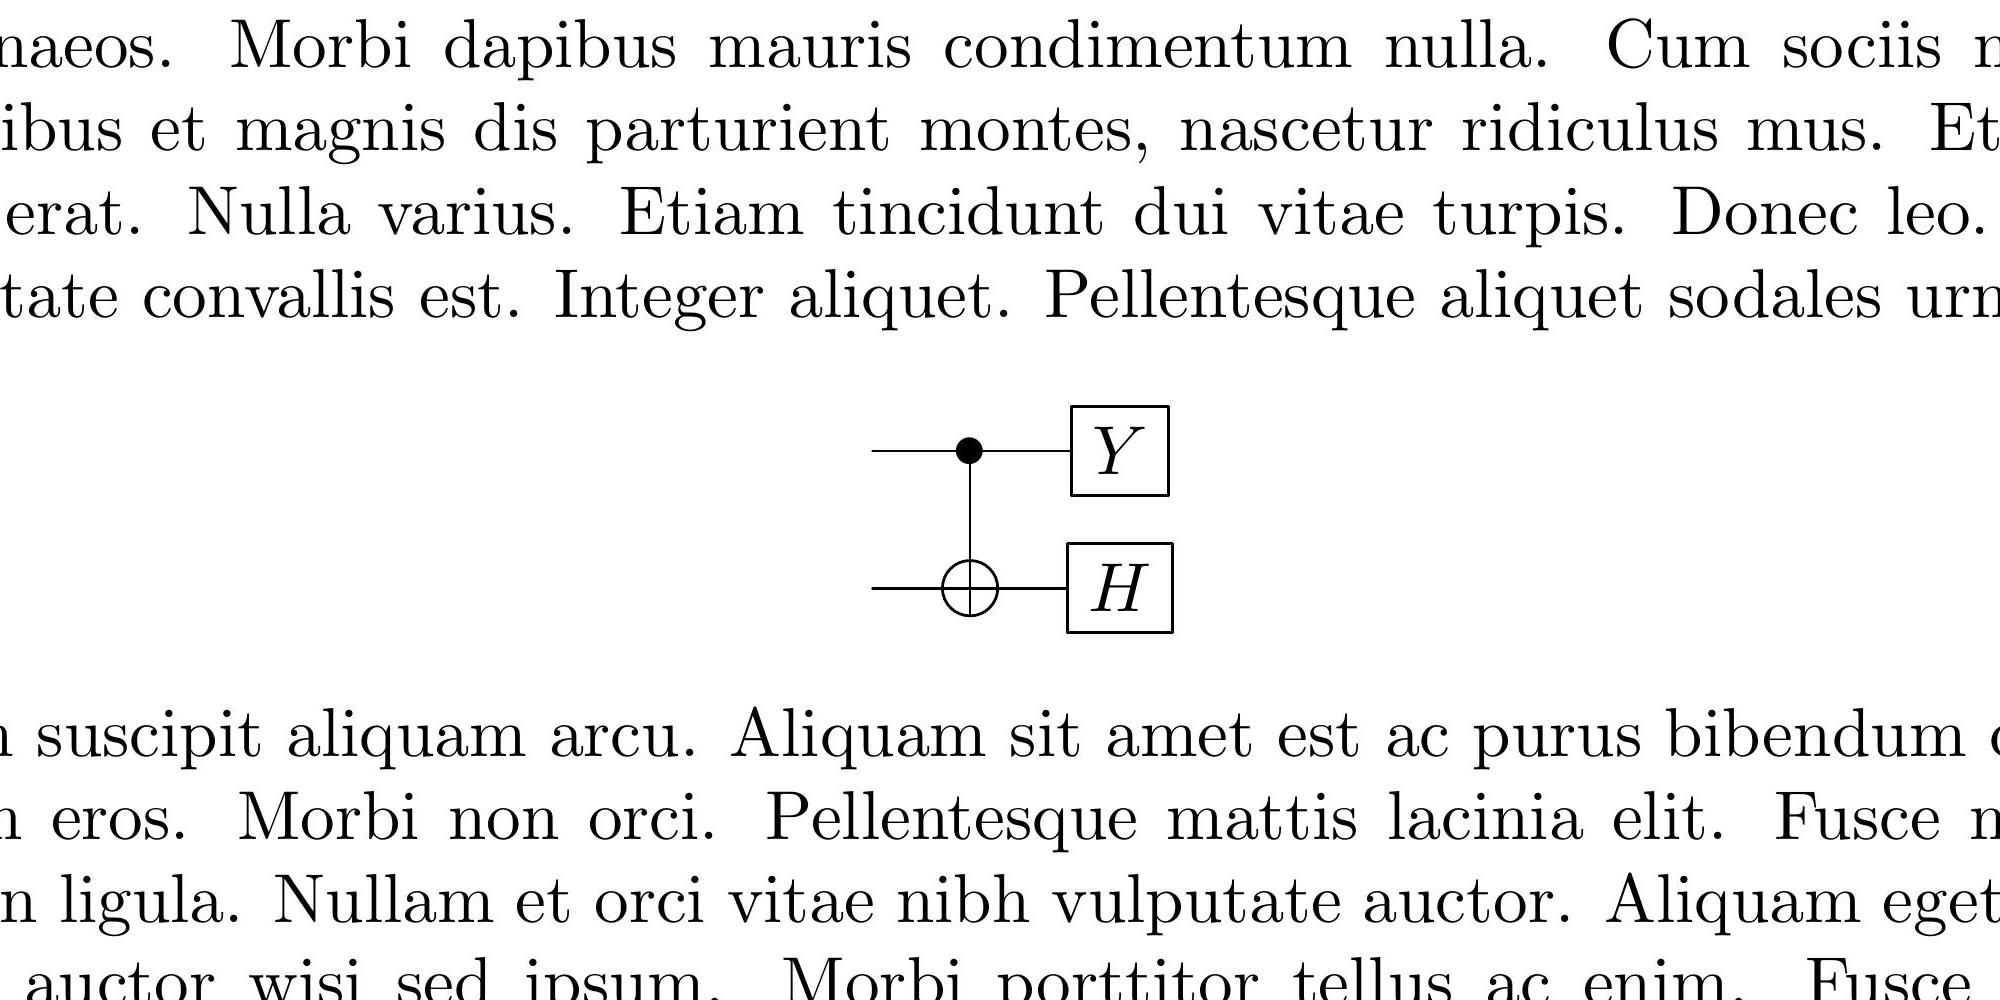 naeos. Morbi dapibus mauris condimentum nulla. Cum sociis
ibus et magnis dis parturient montes, nascetur ridiculus mus. Et
erat. Nulla varius. Etiam tincidunt dui vitae turpis. Donec leo.
tate convallis est. Integer aliquet. Pellentesque aliquet sodales urn
Y
H
suscipit aliquam arcu. Aliquam sit amet est ac purus bibendum
eros. Morbi non orci. Pellentesque mattis lacinia elit. Fusce
n ligula. Nullam et orci vitae nibh vulputate auctor. Aliquam eget
auctor wisi sed ipsum. Morbi porttitor tellus ac enim. Fusce